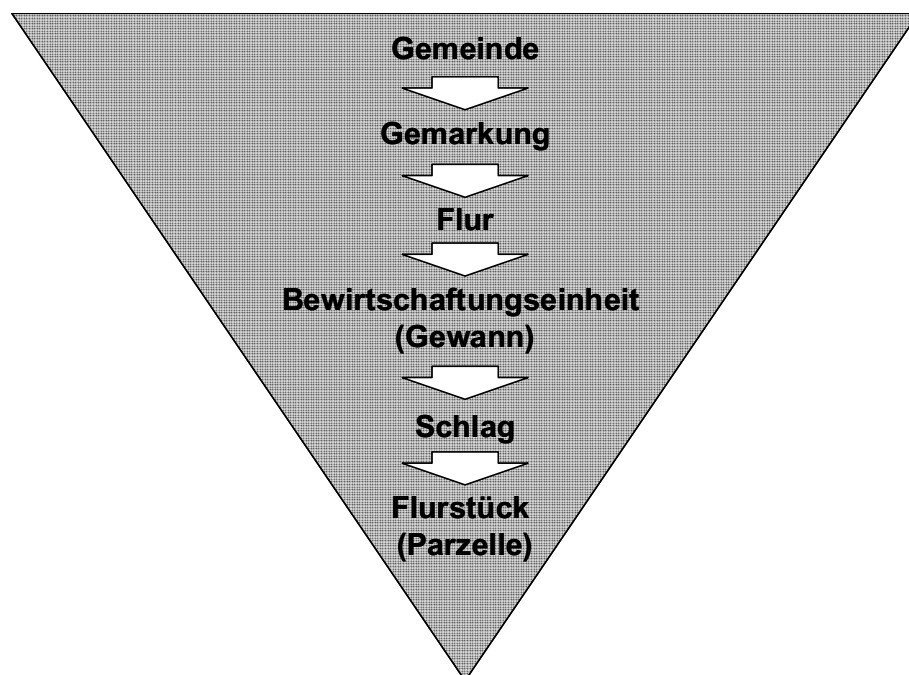 Gemeinde
Gemarkung
Flur
Bewirtschaftungseinheit
(Gewann)
Schlag
Flurstück
(Parzelle)